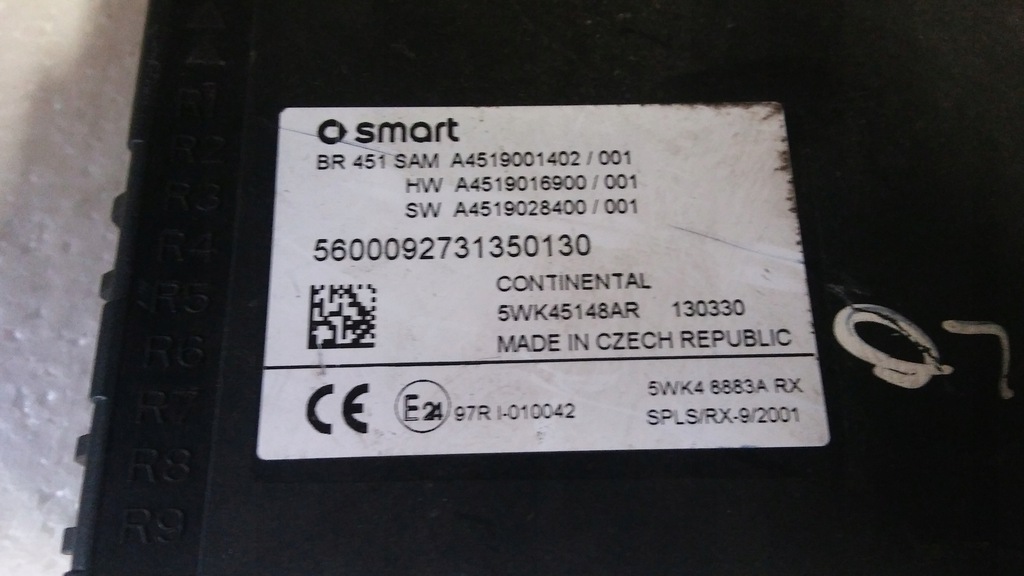 smart
BR 451 SAM A4519001402 / 001
HW A4519016900 / 001
SW A4519028400 / 001
5600092731350130
CONTINENTAL
5WK45148AR 130330
MADE IN CZECH REPUBLIC
CE E24 97R I-010042
5WK4 8883A RX
SPLS/RX-9/2001
R1
R2
R3
R4
R5
R6
R7
R8
R9